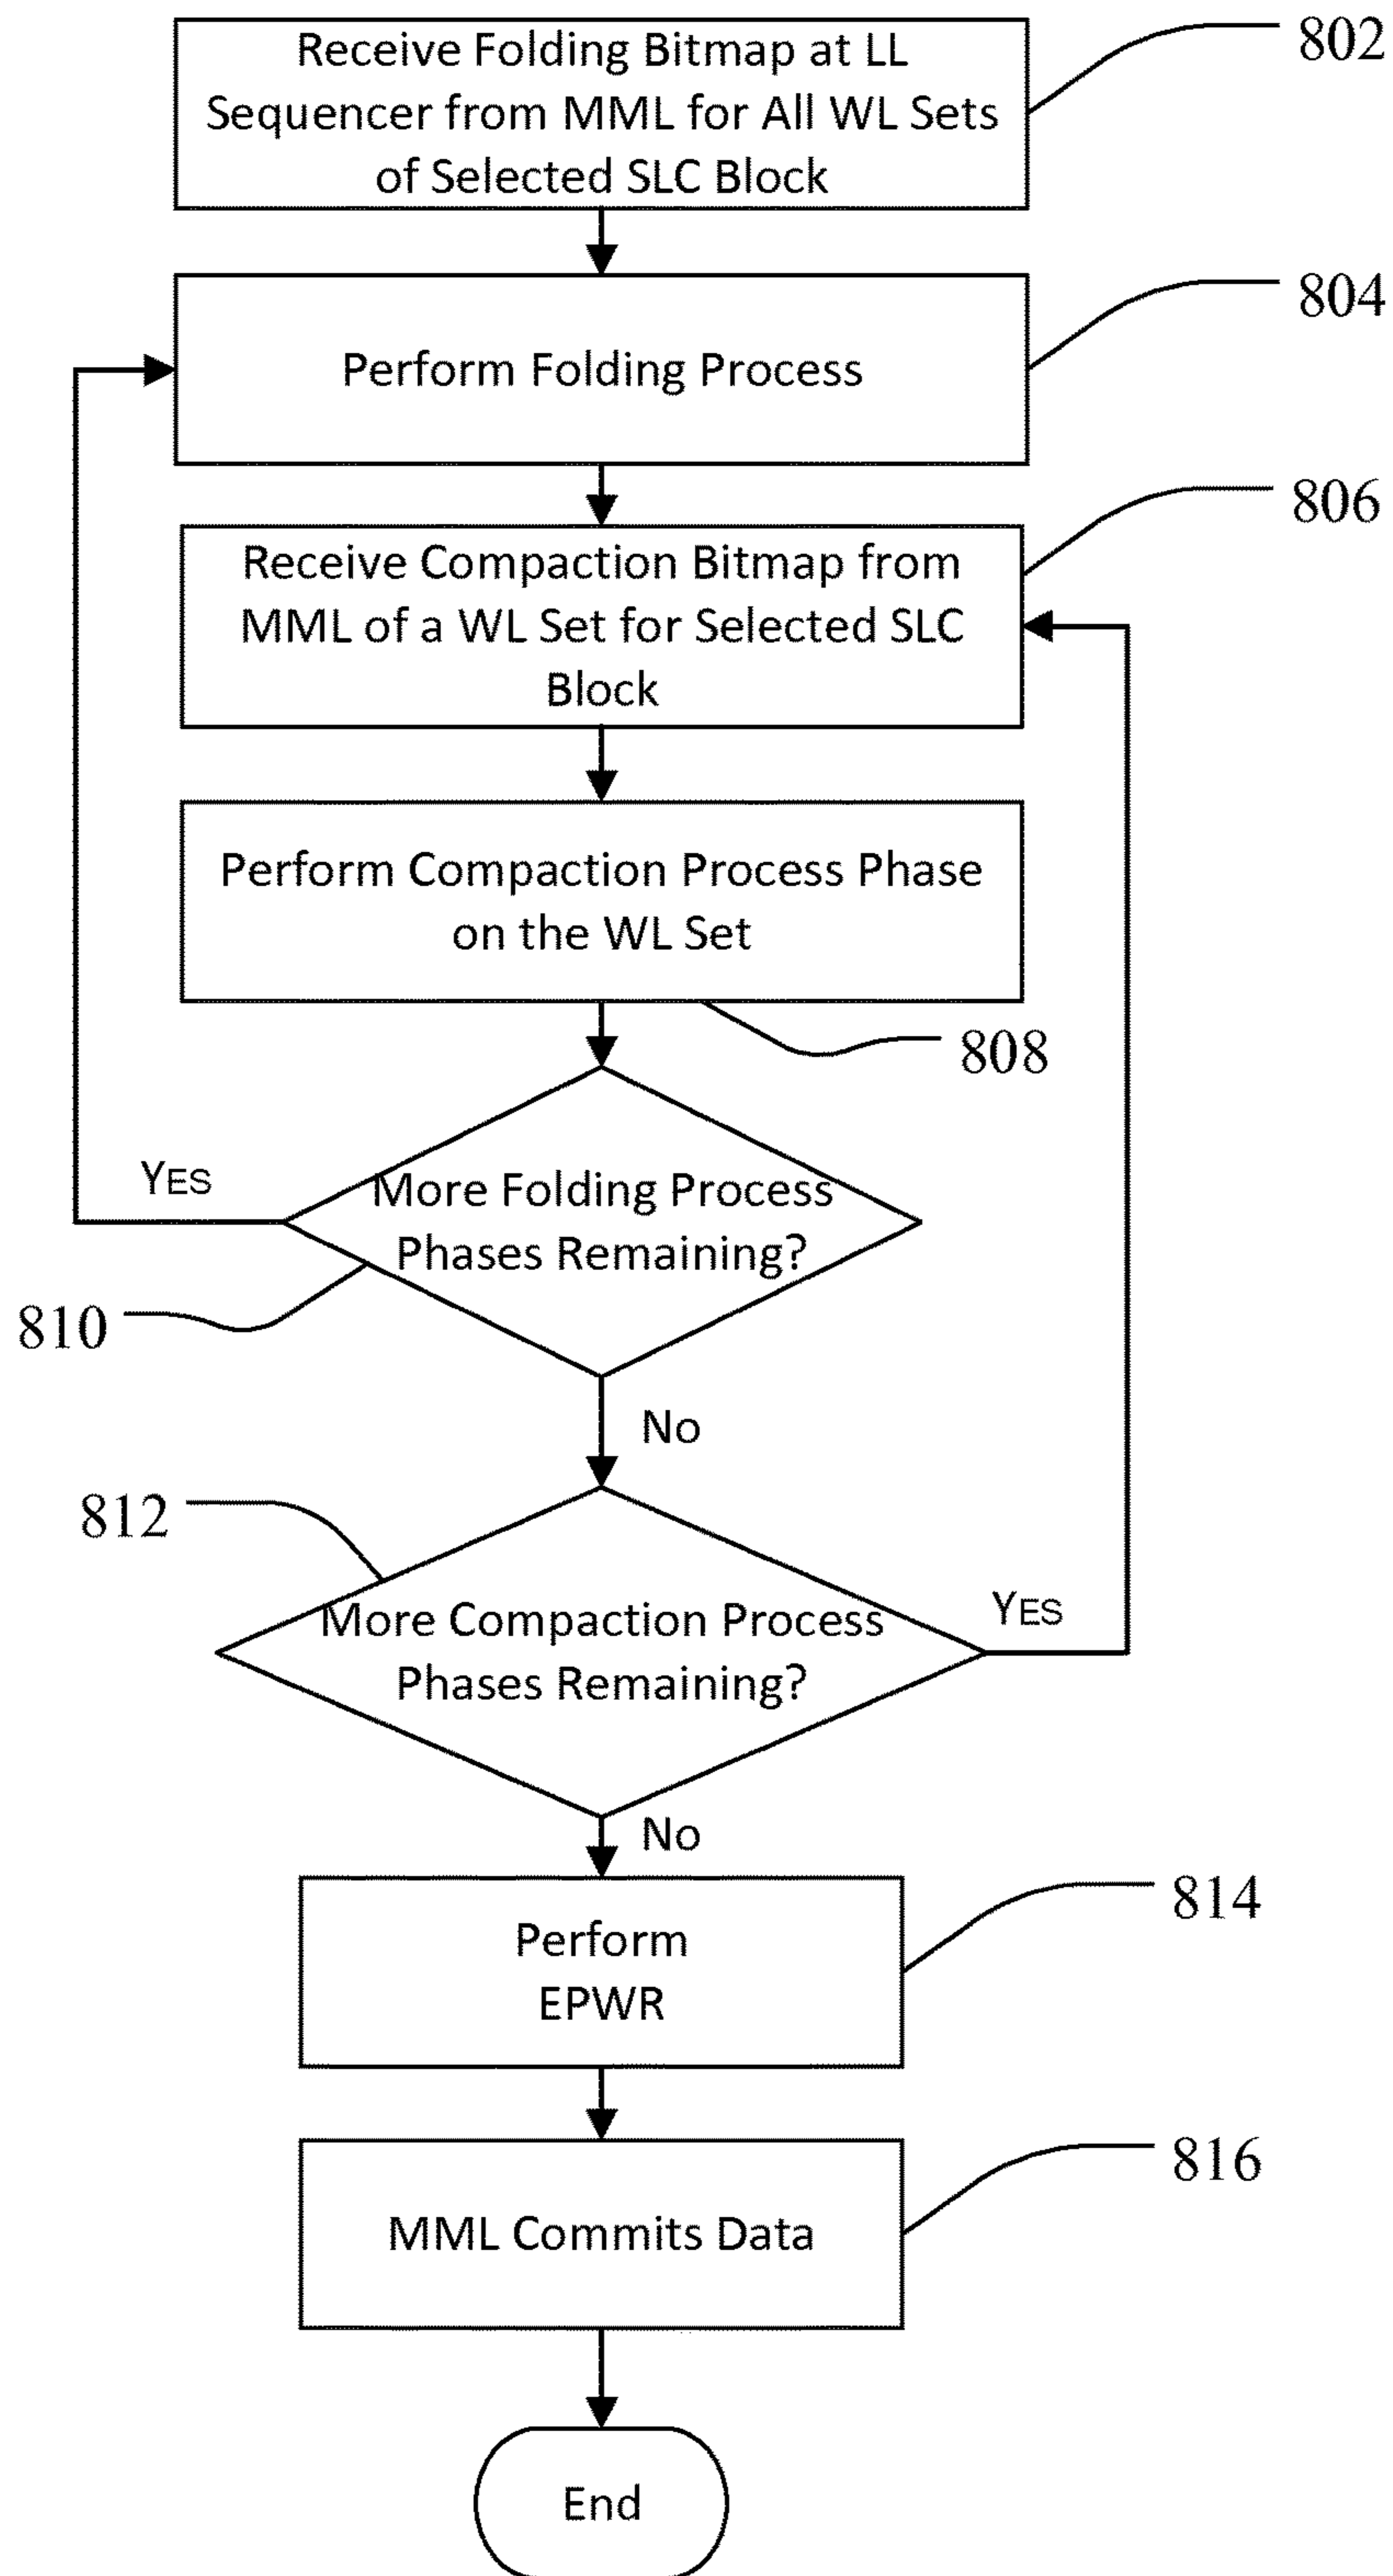 Receive Folding Bitmap at LL
Sequencer from MML for All WL Sets
of Selected SLC Block
802
Perform Folding Process
804
Receive Compaction Bitmap from
MML of a WL Set for Selected SLC
Block
806
Perform Compaction Process Phase
on the WL Set
808
More Folding Process
Phases Remaining?
YES
810
No
812
More Compaction Process
Phases Remaining?
YES
No
Perform
EPWR
814
MML Commits Data
816
End